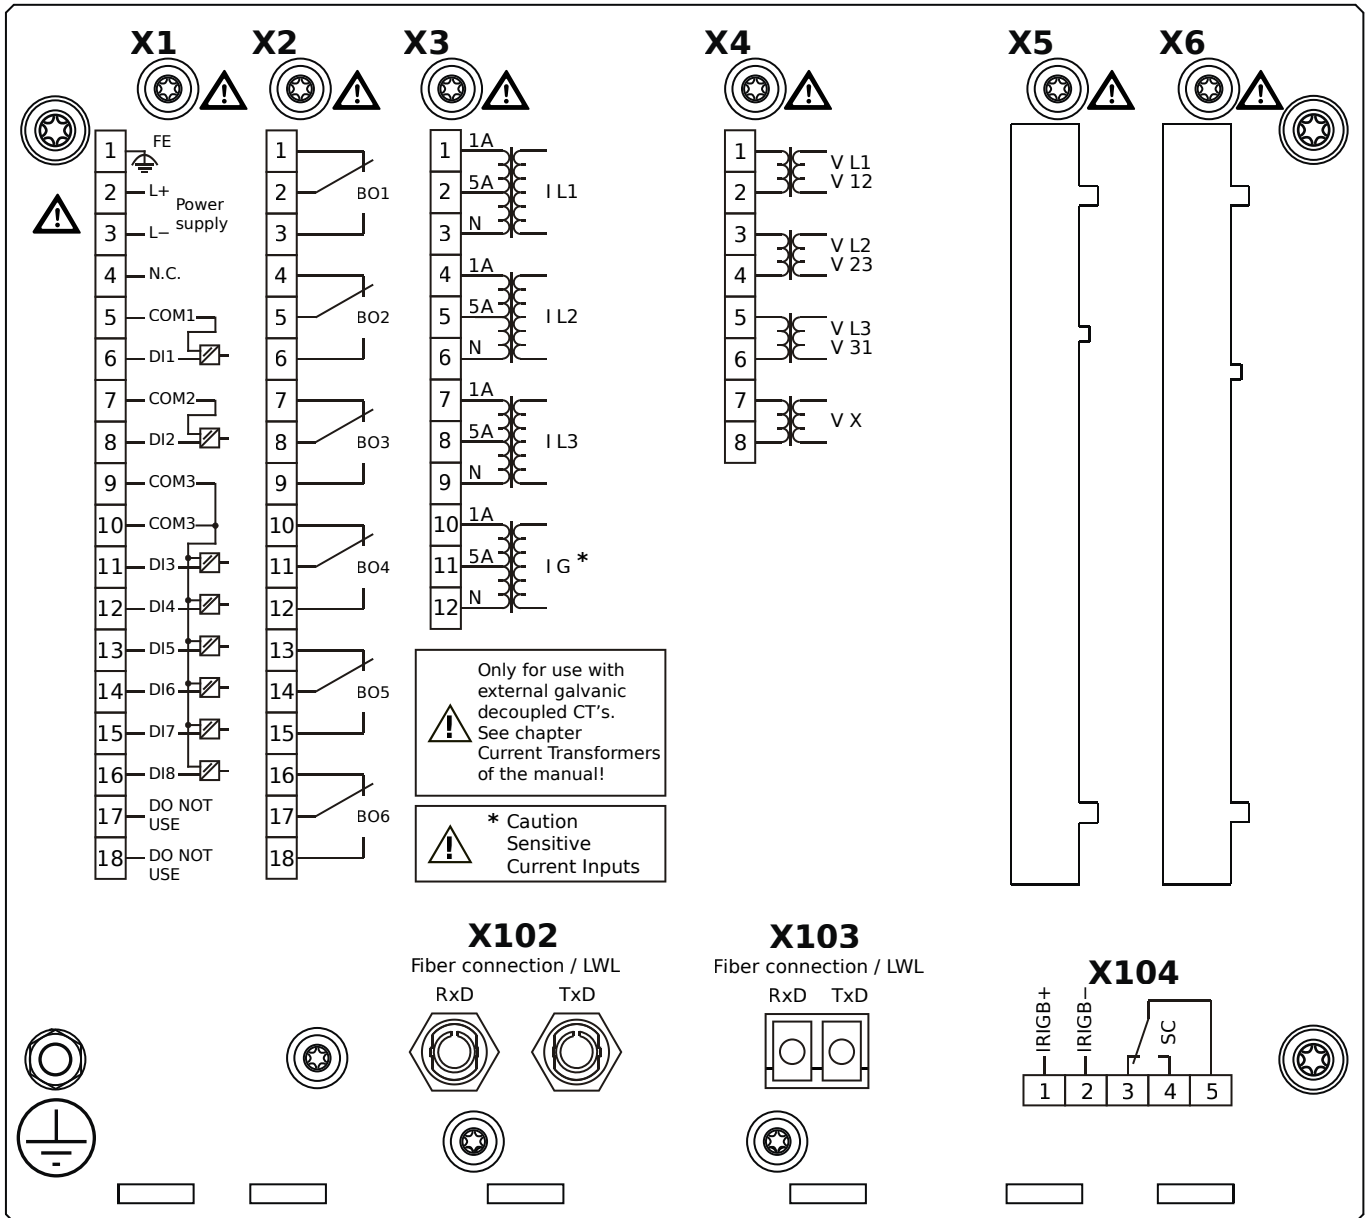 X1 X2 X3 X4 X5 X6
1 FE
2 L+ Power
3 L− supply
4 N.C.
5 COM1
6 DI1
7 COM2
8 DI2
9 COM3
10 COM3
11 DI3
12 DI4
13 DI5
14 DI6
15 DI7
16 DI8
17 DO NOT
USE
18 DO NOT
USE
1
2 BO1
3
4
5 BO2
6
7
8 BO3
9
10
11 BO4
12
13
14 BO5
15
16
17 BO6
18
1 1A
2 5A I L1
3 N
4 1A
5 5A I L2
6 N
7 1A
8 5A I L3
9 N
10 1A
11 5A I G *
12 N
Only for use with
external galvanic
decoupled CT's.
See chapter
Current Transformers
of the manual!
* Caution
Sensitive
Current Inputs
1 V L1
2 V 12
3 V L2
4 V 23
5 V L3
6 V 31
7 V X
8
X102
Fiber connection / LWL
RxD TxD
X103
Fiber connection / LWL
RxD TxD
X104
IRIGB+ IRIGB− SC
1 2 3 4 5